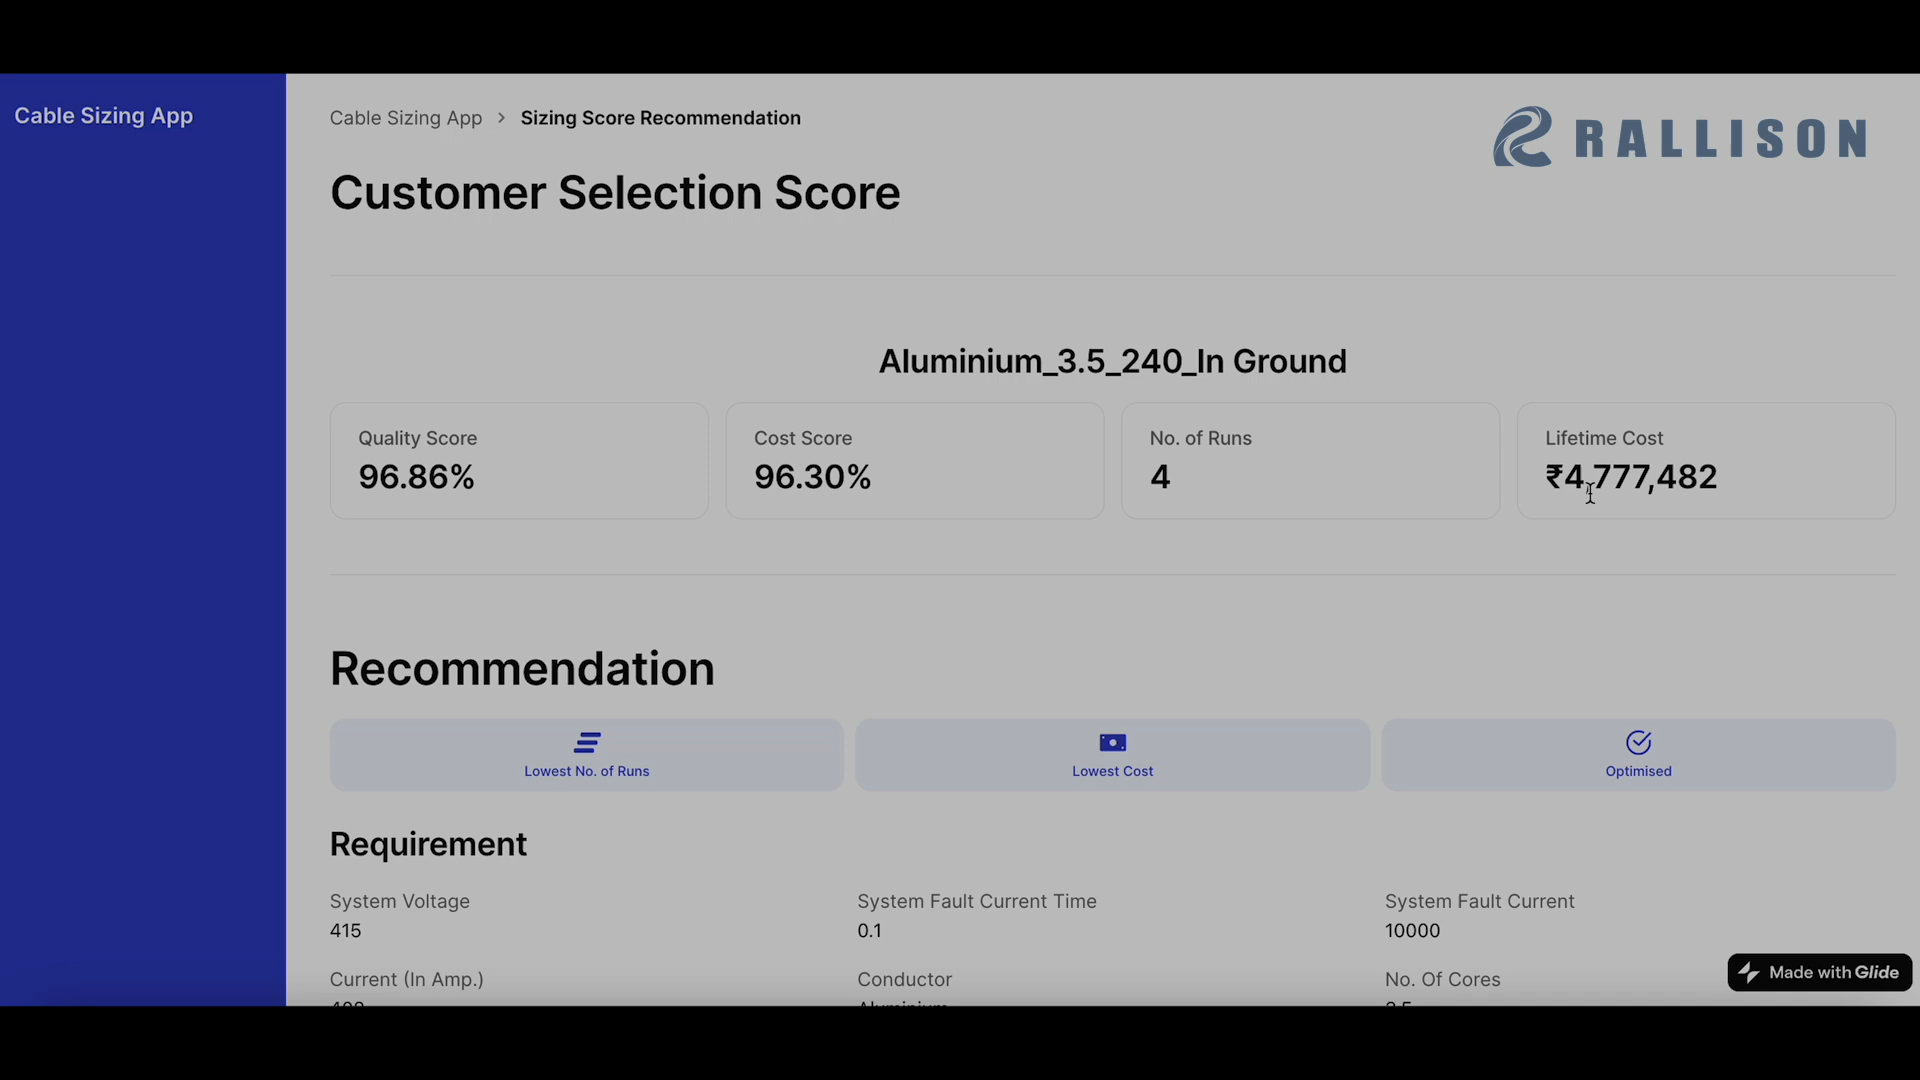 Cable Sizing App
Cable Sizing App > Sizing Score Recommendation
RALLISON
Customer Selection Score
Aluminium_3.5_240_In Ground
Quality Score
96.86%
Cost Score
96.30%
No. of Runs
4
Lifetime Cost
₹4,777,482
Recommendation
Lowest No. of Runs
Lowest Cost
Optimised
Requirement
System Voltage
415
System Fault Current Time
0.1
System Fault Current
10000
Current (In Amp.)
Conductor
Aluminium
No. Of Cores
3.5
Made with Glide